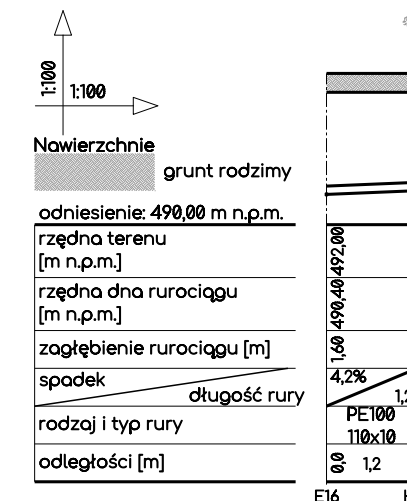 1:100
1:100
Nawierzchnie
grunt rodzimy
odniesienie: 490,00 m n.p.m.
rzędna terenu
[m n.p.m.]
492,00
rzędna dna rurociągu
[m n.p.m.]
490,40
zagłębienie rurociągu [m]
1,60
spadek
długość rury
4,2%
rodzaj i typ rury
PE100
110x10
odległości [m]
0,0
1,2
E16